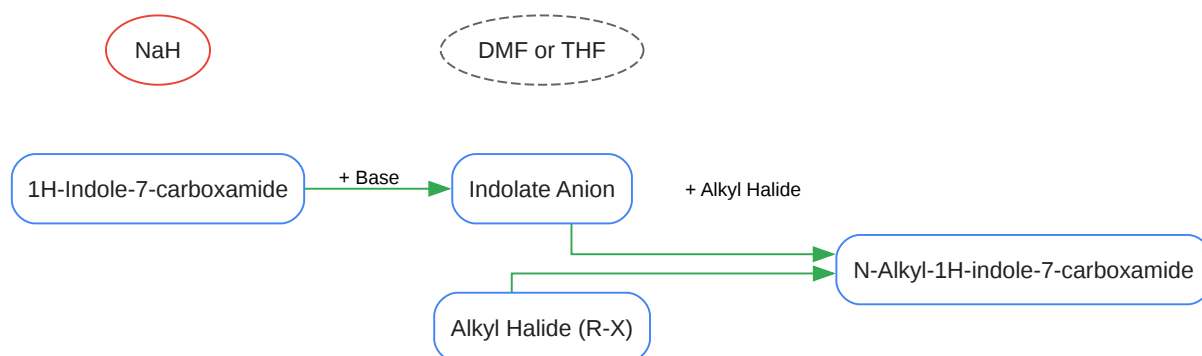 NaH
DMF or THF
1H-Indole-7-carboxamide
+ Base
Indolate Anion
+ Alkyl Halide
N-Alkyl-1H-indole-7-carboxamide
Alkyl Halide (R-X)